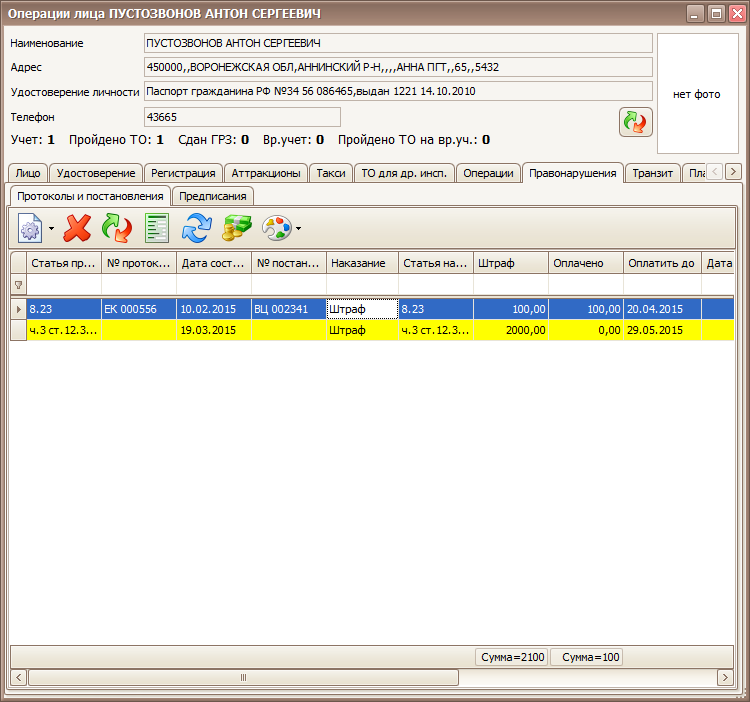 Операции лица ПУСТОЗВОНОВ АНТОН СЕРГЕЕВИЧ
Наименование ПУСТОЗВОНОВ АНТОН СЕРГЕЕВИЧ
Адрес 450000,,ВОРОНЕЖСКАЯ ОБЛ,АННИНСКИЙ Р-Н,,,,АННА ПГТ,,65,,5432
Удостоверение личности Паспорт гражданина РФ №34 56 086465,выдан 1221 14.10.2010
Телефон 43665
нет фото
Учет: 1 Пройдено ТО: 1 Сдан ГРЗ: 0 Вр.учет: 0 Пройдено ТО на вр.уч.: 0
Лицо Удостоверение Регистрация Аттракционы Такси ТО для др. инсп. Операции Правонарушения Транзит Пла
Протоколы и постановления Предписания
Статья пр... № проток... Дата сост... № постан... Наказание Статья на... Штраф Оплачено Оплатить до Дата
8.23 ЕК 000556 10.02.2015 ВЦ 002341 Штраф 8.23 100,00 100,00 20.04.2015
ч.3 ст.12.3... 19.03.2015 Штраф ч.3 ст.12.3... 2000,00 0,00 29.05.2015
Сумма=2100 Сумма=100